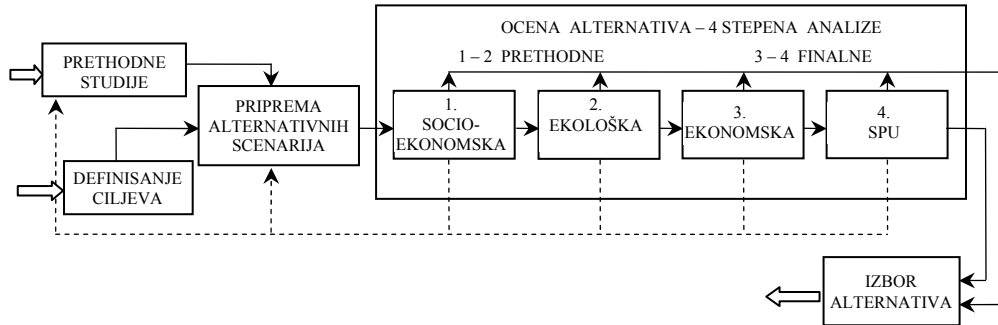 OCENA ALTERNATIVA – 4 STEPENA ANALIZE
1 – 2 PRETHODNE
3 – 4 FINALNE
PRETHODNE
STUDIJE
PRIPREMA
ALTERNATIVNIH
SCENARIJA
DEFINISANJE
CILJEVA
1.
SOCIO-
EKONOMSKA
2.
EKOLOŠKA
3.
EKONOMSKA
4.
SPU
IZBOR
ALTERNATIVA